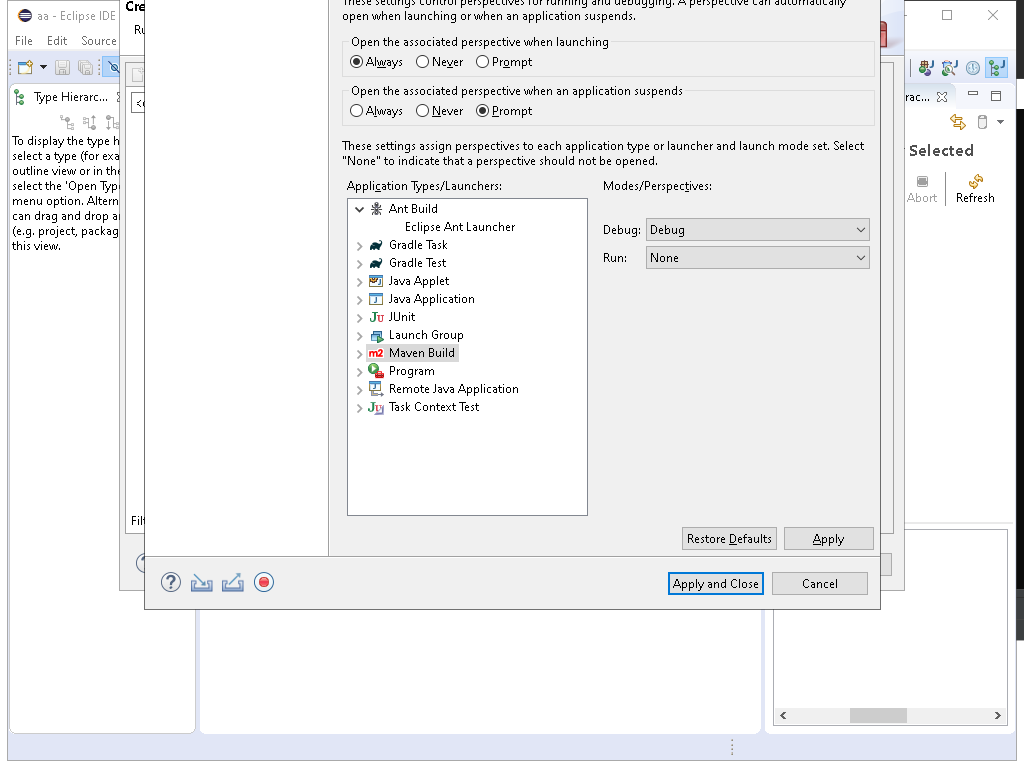 aa - Eclipse IDE
File Edit Source
Type Hierarc...
To display the type h
select a type (for exa
outline view or in the
select the 'Open Type
menu option. Altern
can drag and drop an
(e.g. project, packag
this view.
Cre
These settings control perspectives for running and debugging. A perspective can automatically
open when launching or when an application suspends.
Open the associated perspective when launching
Always Never Prompt
Open the associated perspective when an application suspends
Always Never Prompt
These settings assign perspectives to each application type or launcher and launch mode set. Select
"None" to indicate that a perspective should not be opened.
Application Types/Launchers:
Ant Build
Eclipse Ant Launcher
Gradle Task
Gradle Test
Java Applet
Java Application
JUnit
Launch Group
m2 Maven Build
Program
Remote Java Application
Task Context Test
Modes/Perspectives:
Debug: Debug
Run: None
Restore Defaults Apply
Apply and Close Cancel
rac...
Selected
Abort Refresh